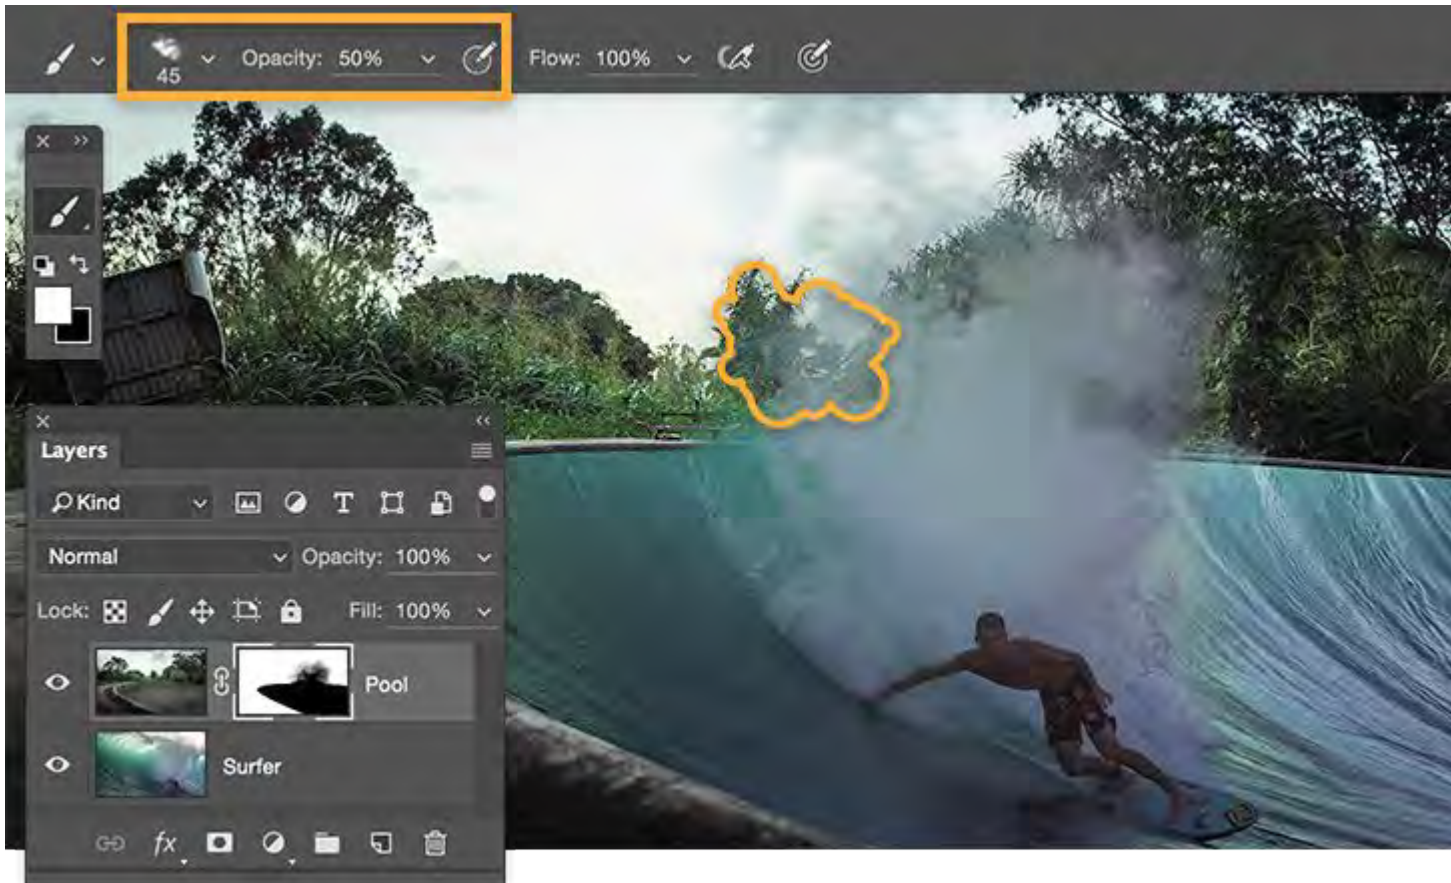 Opacity: 50%
Flow: 100%
45
Layers
Kind
Normal
Opacity: 100%
Lock:
Fill: 100%
Pool
Surfer
fx